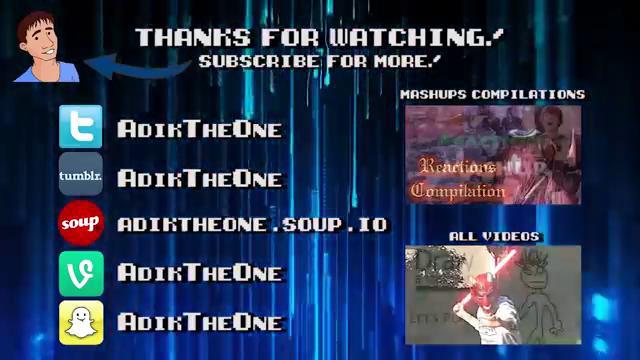 THANKS FOR WATCHING!
SUBSCRIBE FOR MORE!
MASHUPS COMPILATIONS
Reactions
Compilation
t
ADIKTHEONE
tumblr.
ADIKTHEONE
soup
ADIKTHEONE.SOUP.IO
ALL VIDEOS
ADIKTHEONE
ADIKTHEONE
Draw